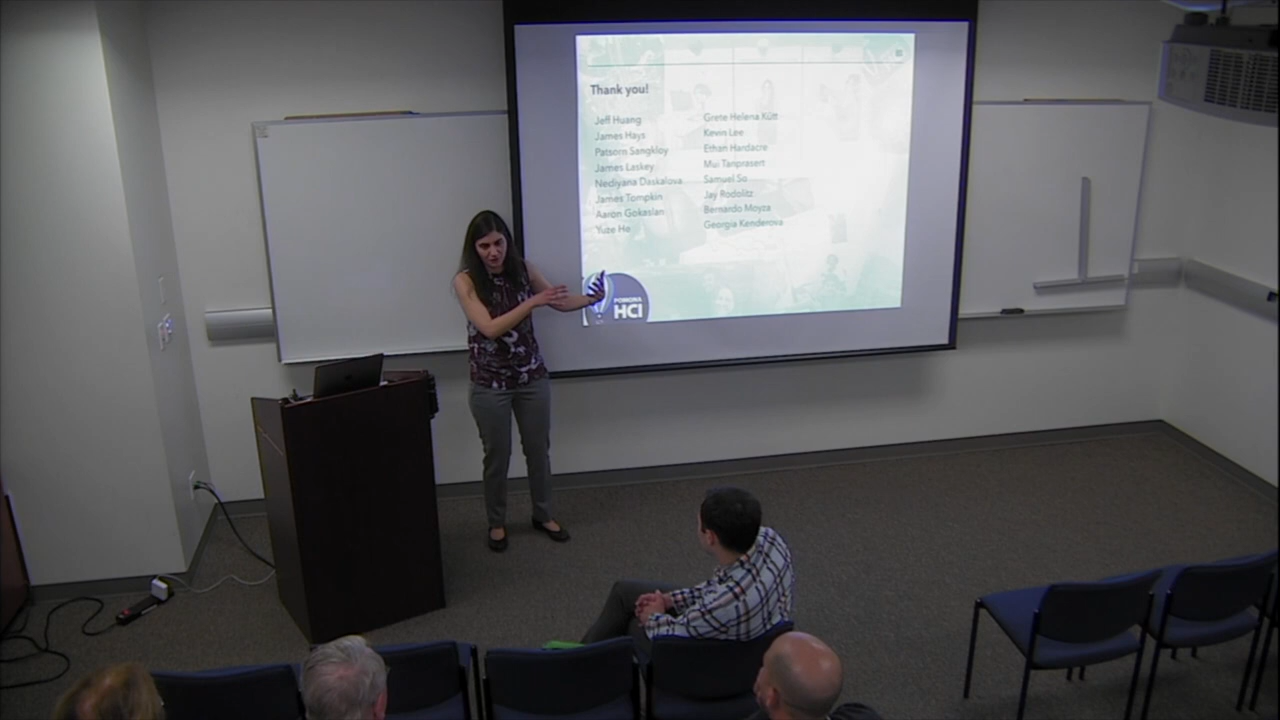 Thank you!
Jeff Huang
James Hays
Patsorn Sangkloy
James Laskey
Nediyana Daskalova
James Tompkin
Aaron Gokaslan
Yuze He
Grete Helena Kütt
Kevin Lee
Ethan Hardacre
Mui Tanprasert
Samuel So
Jay Rodolitz
Bernardo Moyza
Georgia Kenderova
POMONA
HCI